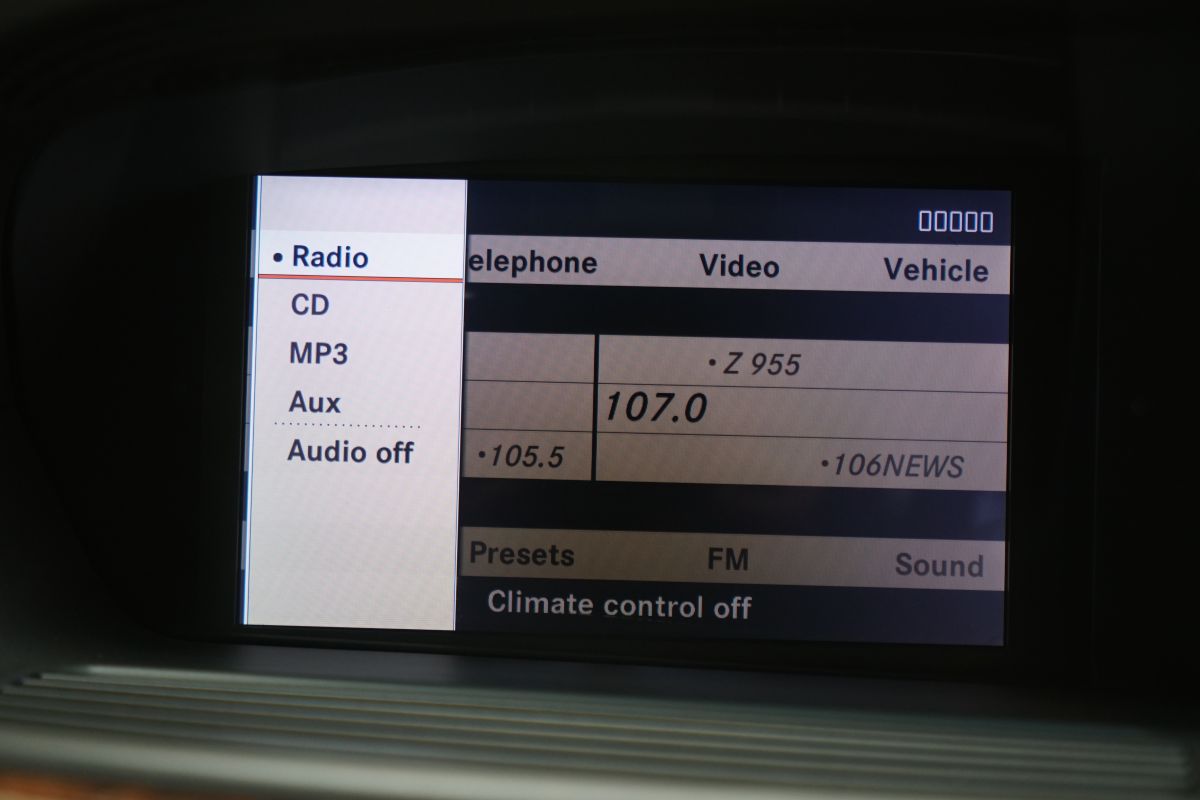 • Radio
CD
MP3
Aux
Audio off
elephone Video Vehicle
• Z 955
107.0
•105.5 •106NEWS
Presets FM Sound
Climate control off